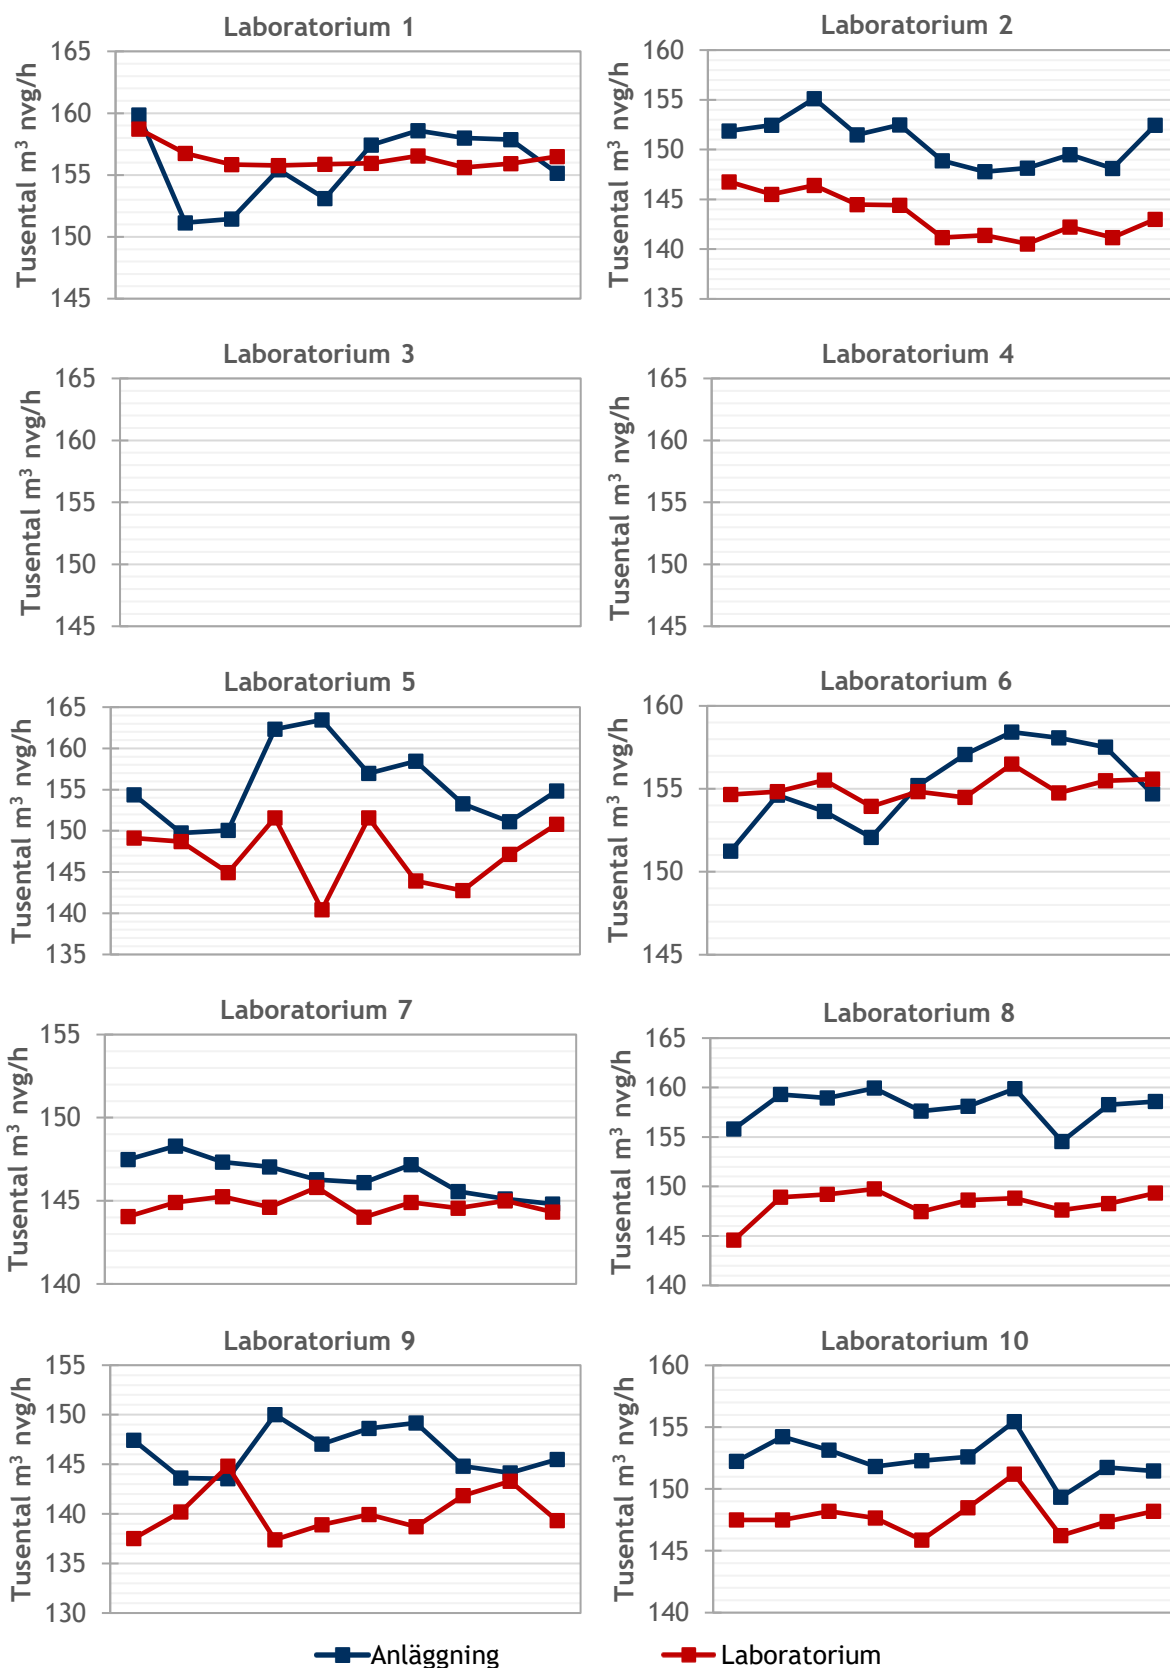 Laboratorium 1
Tusental m³ nvg/h
165
160
155
150
145
Laboratorium 2
Tusental m³ nvg/h
160
155
150
145
140
135
Laboratorium 3
Tusental m³ nvg/h
165
160
155
150
145
Laboratorium 4
Tusental m³ nvg/h
165
160
155
150
145
Laboratorium 5
Tusental m³ nvg/h
165
160
155
150
145
140
135
Laboratorium 6
Tusental m³ nvg/h
160
155
150
145
Laboratorium 7
Tusental m³ nvg/h
155
150
145
140
Laboratorium 8
Tusental m³ nvg/h
165
160
155
150
145
140
Laboratorium 9
Tusental m³ nvg/h
155
150
145
140
135
130
Laboratorium 10
Tusental m³ nvg/h
160
155
150
145
140
Anläggning
Laboratorium